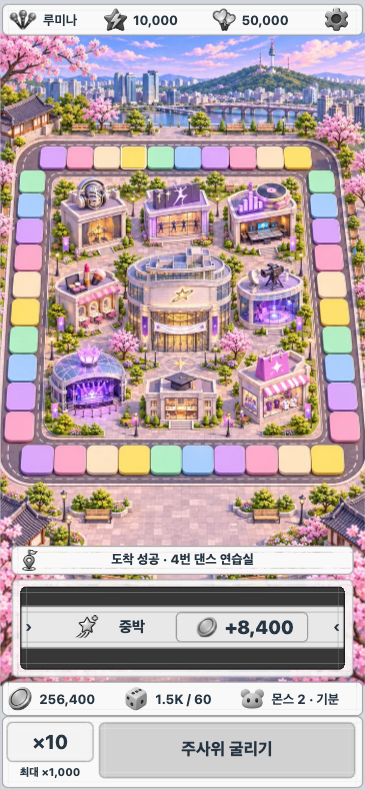 루미나 10,000 50,000
도착 성공 · 4번 댄스 연습실
› 중박 +8,400 ‹
256,400 1.5K / 60 몬스 2 · 기분
×10
최대 ×1,000
주사위 굴리기